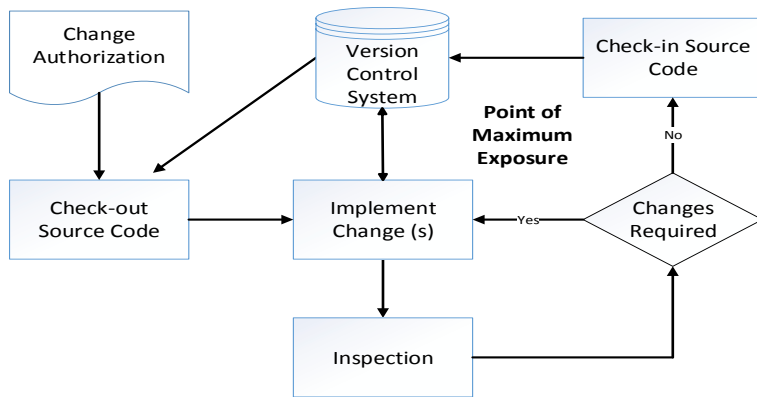 Change
Authorization
Version
Control
System
Check-in Source
Code
Point of
Maximum
Exposure
No
Check-out
Source Code
Implement
Change (s)
Yes
Changes
Required
Inspection